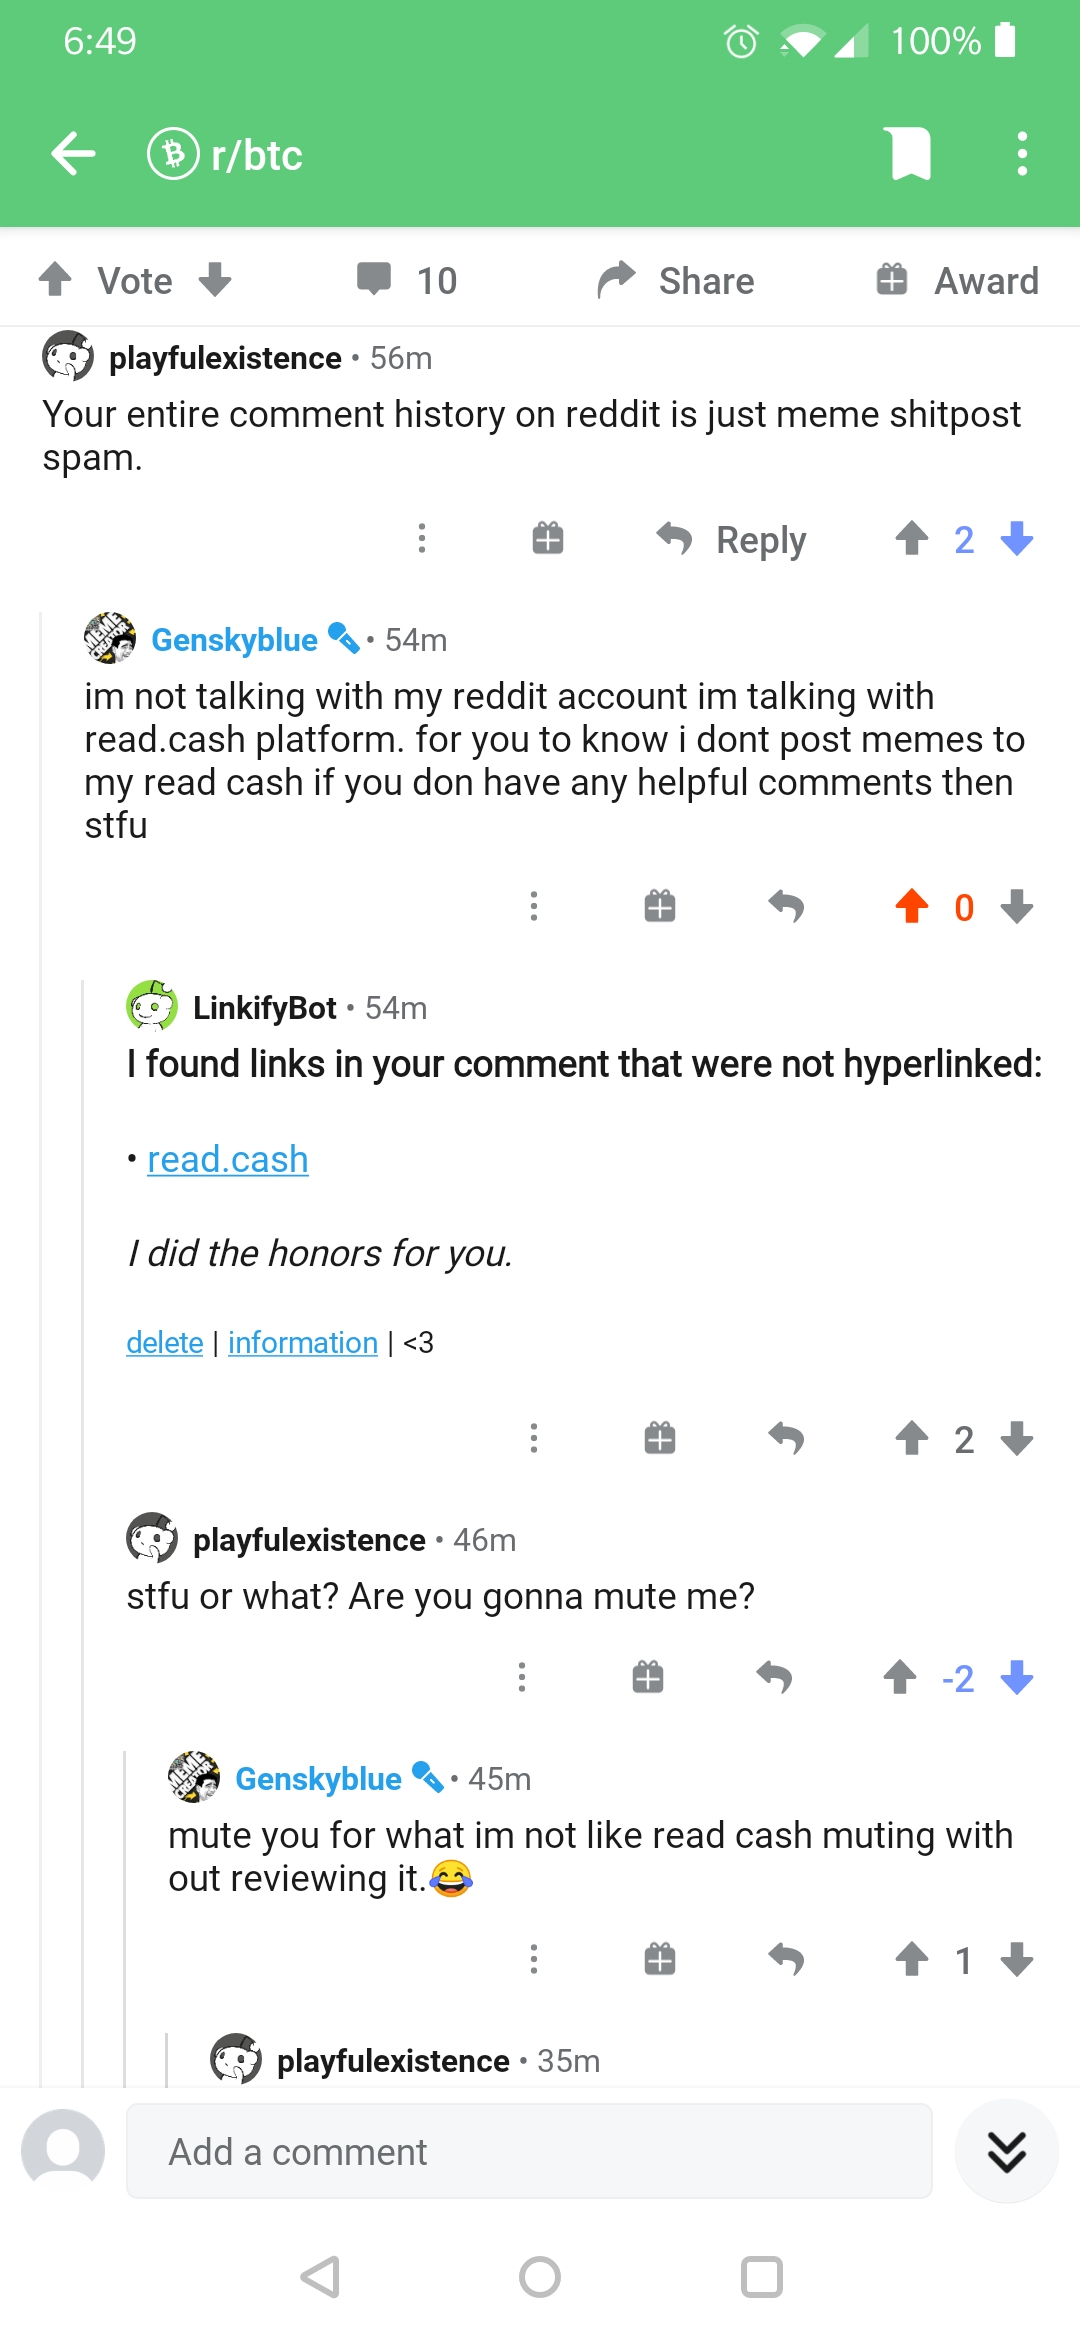 6:49 100%
r/btc
Vote 10 Share Award
playfulexistence • 56m
Your entire comment history on reddit is just meme shitpost
spam.
Reply 2
Genskyblue • 54m
im not talking with my reddit account im talking with
read.cash platform. for you to know i dont post memes to
my read cash if you don have any helpful comments then
stfu
0
LinkifyBot • 54m
I found links in your comment that were not hyperlinked:
• read.cash
I did the honors for you.
delete | information | <3
2
playfulexistence • 46m
stfu or what? Are you gonna mute me?
-2
Genskyblue • 45m
mute you for what im not like read cash muting with
out reviewing it.😂
1
playfulexistence • 35m
Add a comment